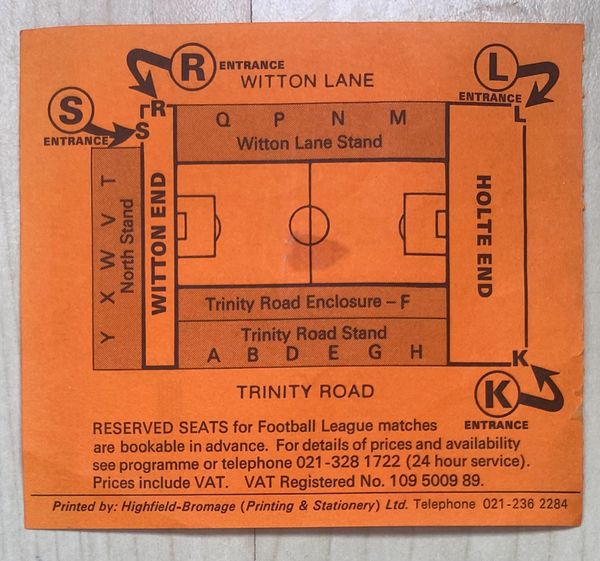 R ENTRANCE
WITTON LANE
L
ENTRANCE
S
ENTRANCE
R
S
L
Q P N M
Witton Lane Stand
Y X W V T
North Stand
WITTON END
HOLTE END
Trinity Road Enclosure – F
Trinity Road Stand
A B D E G H
K
TRINITY ROAD
K
ENTRANCE
RESERVED SEATS for Football League matches
are bookable in advance. For details of prices and availability
see programme or telephone 021-328 1722 (24 hour service).
Prices include VAT. VAT Registered No. 109 5009 89.
Printed by: Highfield-Bromage (Printing & Stationery) Ltd. Telephone 021-236 2284